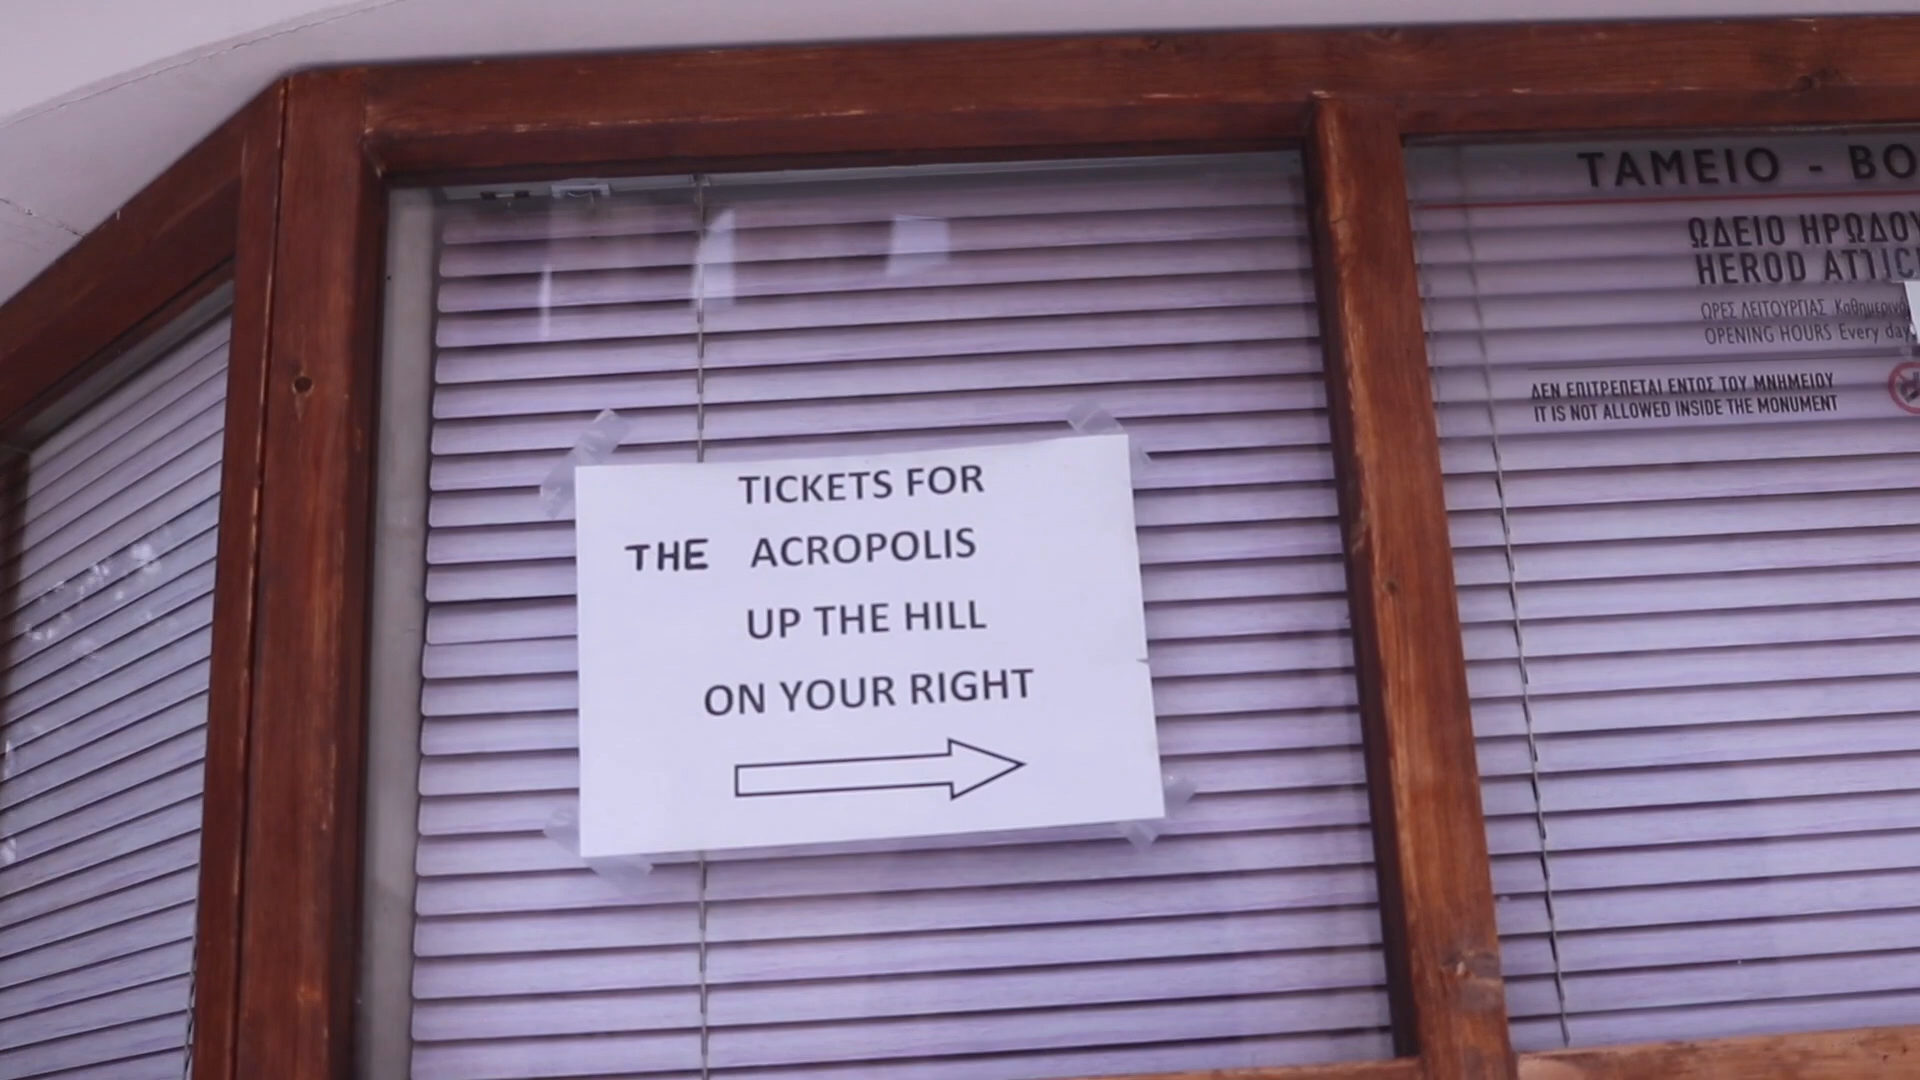 TICKETS FOR
THE ACROPOLIS
UP THE HILL
ON YOUR RIGHT
ΤΑΜΕΙΟ - BO
ΩΔΕΙΟ ΗΡΩΔΟΥ
HEROD ATTIC
ΩΡΕΣ ΛΕΙΤΟΥΡΓΙΑΣ Καθημερινά
OPENING HOURS Every day
ΔΕΝ ΕΠΙΤΡΕΠΕΤΑΙ ΕΝΤΟΣ ΤΟΥ ΜΝΗΜΕΙΟΥ
IT IS NOT ALLOWED INSIDE THE MONUMENT